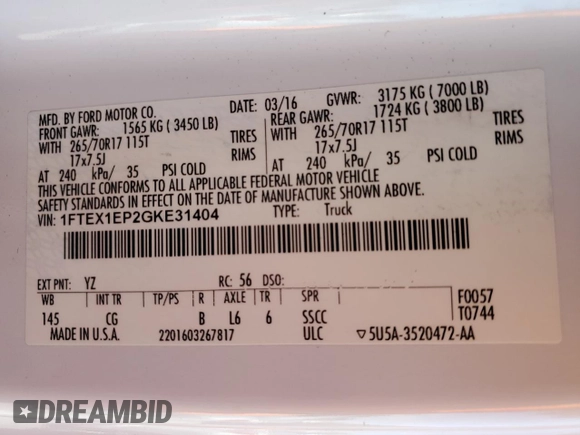 MFD. BY FORD MOTOR CO. DATE: 03/16 GVWR: 3175 KG ( 7000 LB)
FRONT GAWR: 1565 KG ( 3450 LB) REAR GAWR: 1724 KG ( 3800 LB)
WITH 265/70R17 115T TIRES WITH 265/70R17 115T TIRES
17x7.5J RIMS 17x7.5J RIMS
AT 240 kPa/ 35 PSI COLD AT 240 kPa/ 35 PSI COLD
THIS VEHICLE CONFORMS TO ALL APPLICABLE FEDERAL MOTOR VEHICLE
SAFETY STANDARDS IN EFFECT ON THE DATE OF MANUFACTURE SHOWN ABOVE.
VIN: 1FTEX1EP2GKE31404 TYPE: Truck
EXT PNT: YZ RC: 56 DSO:
WB INT TR TP/PS R AXLE TR SPR F0057
145 CG B L6 6 SSCC T0744
MADE IN U.S.A. 2201603267817 ULC ▽5U5A-3520472-AA
DREAMBID